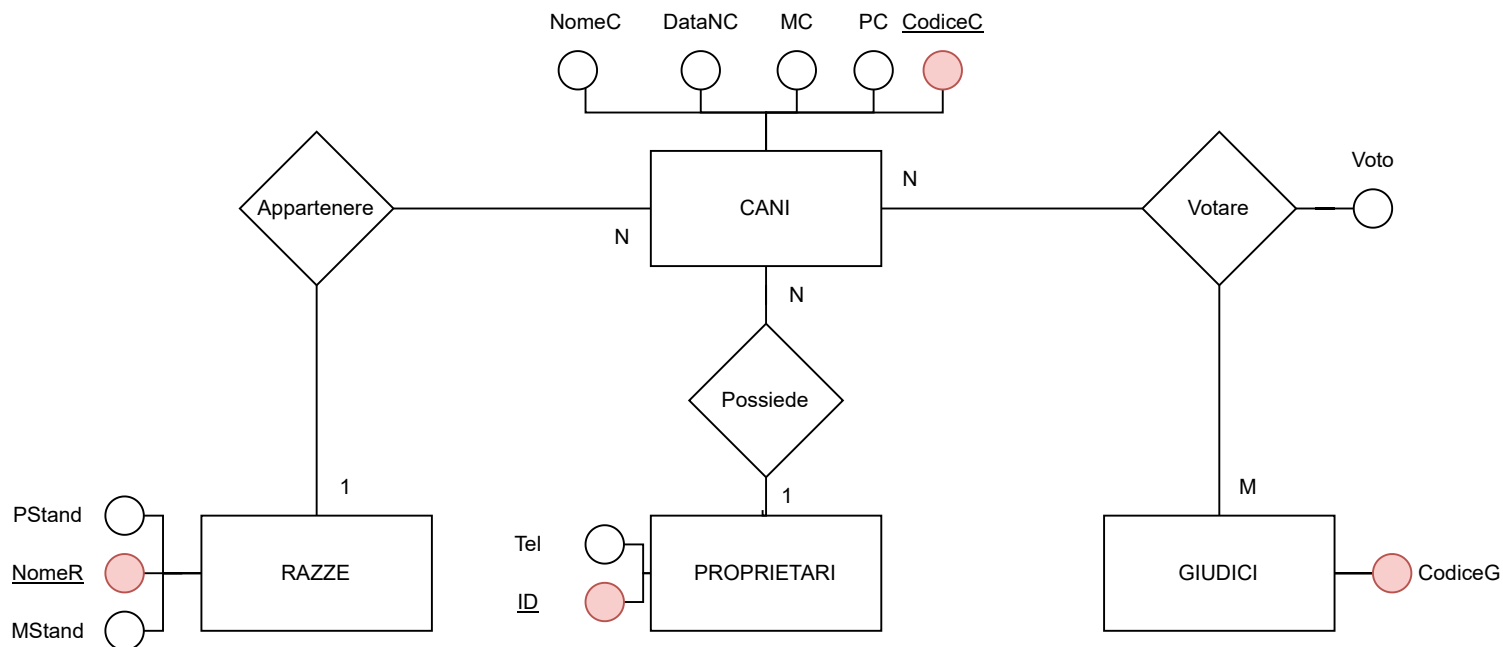 NomeC
DataNC
MC
PC
CodiceC
Appartenere
N
CANI
N
Votare
Voto
N
Possiede
1
1
M
PStand
NomeR
MStand
RAZZE
Tel
ID
PROPRIETARI
GIUDICI
CodiceG